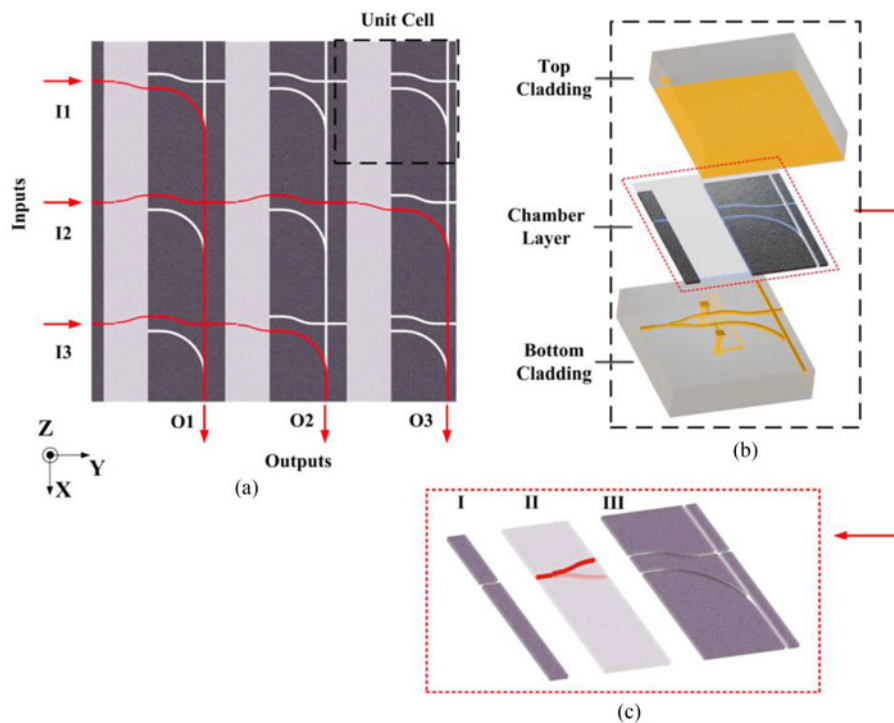 Unit Cell
I1
Inputs
I2
I3
O1
O2
O3
Z
Y
X
Outputs
(a)
Top
Cladding
Chamber
Layer
Bottom
Cladding
(b)
I
II
III
(c)